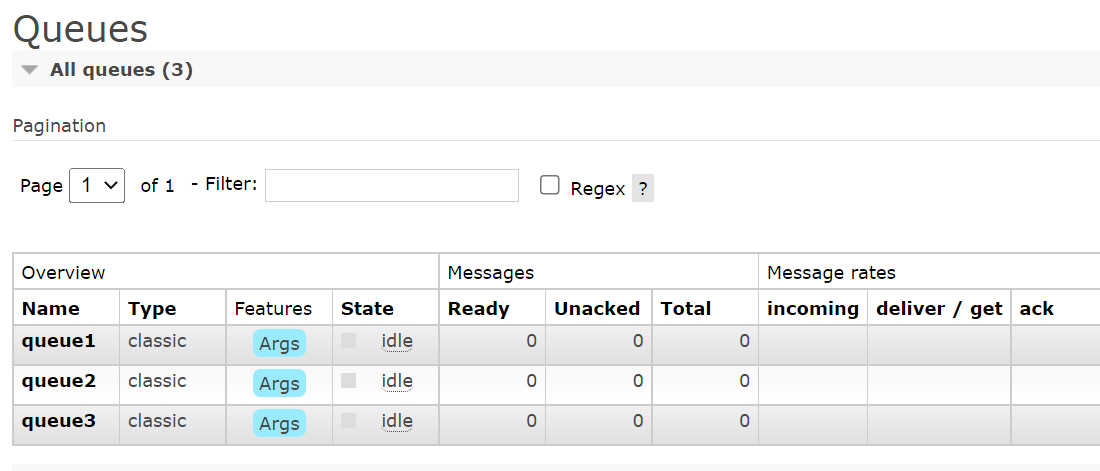 Queues
All queues (3)
Pagination
Page 1 of 1 - Filter: Regex ?
Overview Messages Message rates
Name Type Features State Ready Unacked Total incoming deliver / get ack
queue1 classic Args idle 0 0 0
queue2 classic Args idle 0 0 0
queue3 classic Args idle 0 0 0